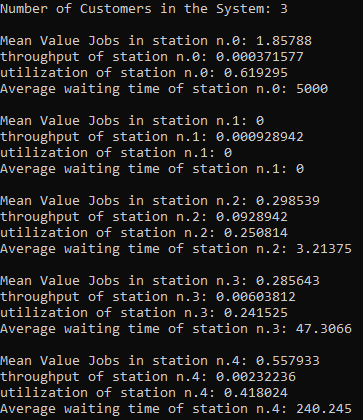 Number of Customers in the System: 3
Mean Value Jobs in station n.0: 1.85788
throughput of station n.0: 0.000371577
utilization of station n.0: 0.619295
Average waiting time of station n.0: 5000
Mean Value Jobs in station n.1: 0
throughput of station n.1: 0.000928942
utilization of station n.1: 0
Average waiting time of station n.1: 0
Mean Value Jobs in station n.2: 0.298539
throughput of station n.2: 0.0928942
utilization of station n.2: 0.250814
Average waiting time of station n.2: 3.21375
Mean Value Jobs in station n.3: 0.285643
throughput of station n.3: 0.00603812
utilization of station n.3: 0.241525
Average waiting time of station n.3: 47.3066
Mean Value Jobs in station n.4: 0.557933
throughput of station n.4: 0.00232236
utilization of station n.4: 0.418024
Average waiting time of station n.4: 240.245